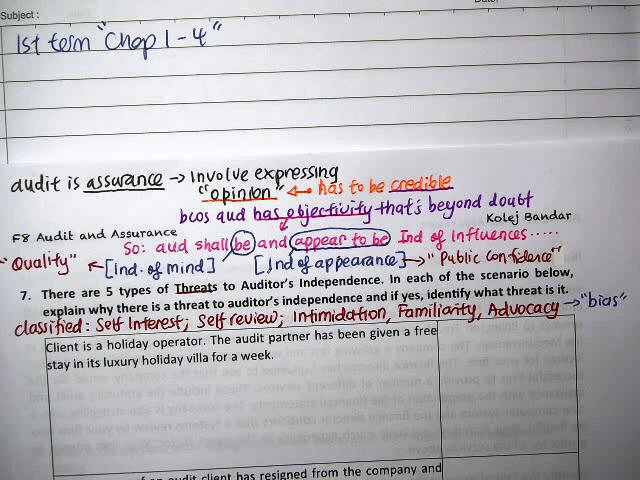 Subject :
1st term "Chap 1 - 4"
audit is assurance → Involve expressing
"opinion" ← Has to be credible
bcos aud has objectivity that's beyond doubt
F8 Audit and Assurance
Kolej Bandar
So: aud shall be and appear to be Ind of Influences.....
"Quality" ← [Ind. of mind] [Ind of appearance] → "Public Confidence"
7. There are 5 types of Threats to Auditor's Independence. In each of the scenario below,
explain why there is a threat to auditor's independence and if yes, identify what threat is it.
classified: Self Interest; Self review; Intimidation, Familiarity, Advocacy → "bias"
Client is a holiday operator. The audit partner has been given a free
stay in its luxury holiday villa for a week.
an audit client has resigned from the company and